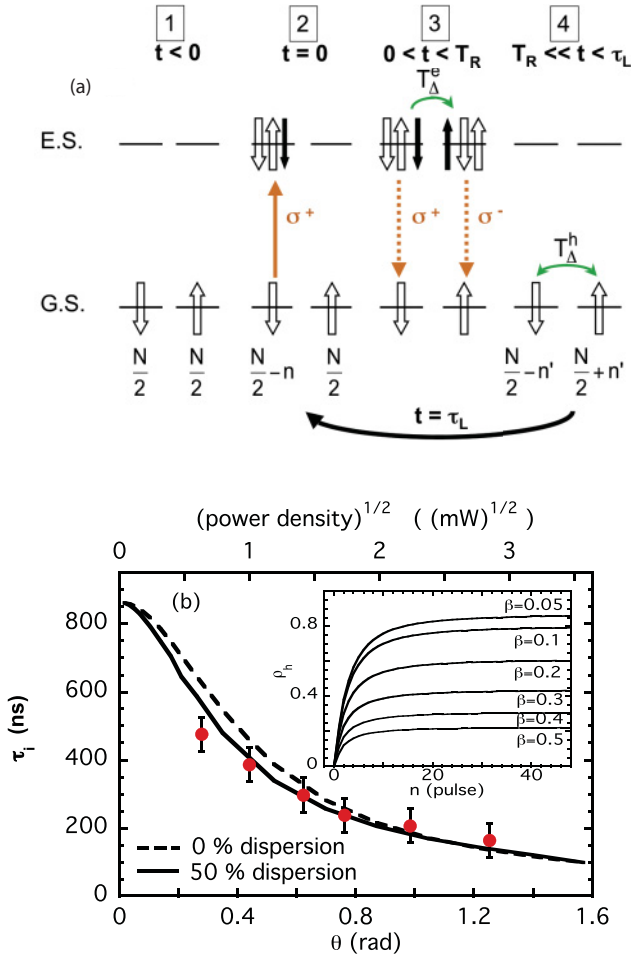 1 2 3 4
t < 0 t = 0 0 < t < T_R T_R << t < τ_L
(a) T_Δ^e
E.S.
σ+ σ+ σ-
T_Δ^h
G.S.
N/2 N/2 N/2 -n N/2 N/2 -n' N/2 +n'
t = τ_L
(power density)^1/2 ( (mW)^1/2 )
0 1 2 3
(b)
800
600
400
200
0
τ_i (ns)
β=0.05
β=0.1
β=0.2
β=0.3
β=0.4
β=0.5
0.8
0.4
0
ρ_h
0 20 40
n (pulse)
0 % dispersion
50 % dispersion
0 0.4 0.8 1.2 1.6
θ (rad)